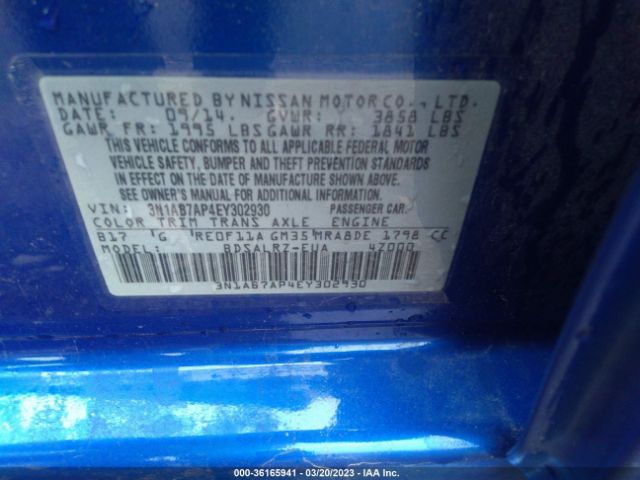 MANUFACTURED BY NISSAN MOTOR CO., LTD.
DATE: 09/14. GVWR: 3858 LBS
GAWR FR: 1995 LBS GAWR RR: 1841 LBS
THIS VEHICLE CONFORMS TO ALL APPLICABLE FEDERAL MOTOR
VEHICLE SAFETY, BUMPER AND THEFT PREVENTION STANDARDS
IN EFFECT ON THE DATE OF MANUFACTURE SHOWN ABOVE.
SEE OWNER'S MANUAL FOR ADDITIONAL INFORMATION
VIN: 3N1AB7AP4EY302930 PASSENGER CAR
COLOR TRIM TRANS AXLE ENGINE
B17 G RE0F11A GM35 MRA8DE 1798 CC
MODEL: BDSALRZ-EUA 4Z000
3N1AB7AP4EY302930
000-36165941 - 03/20/2023 - IAA Inc.